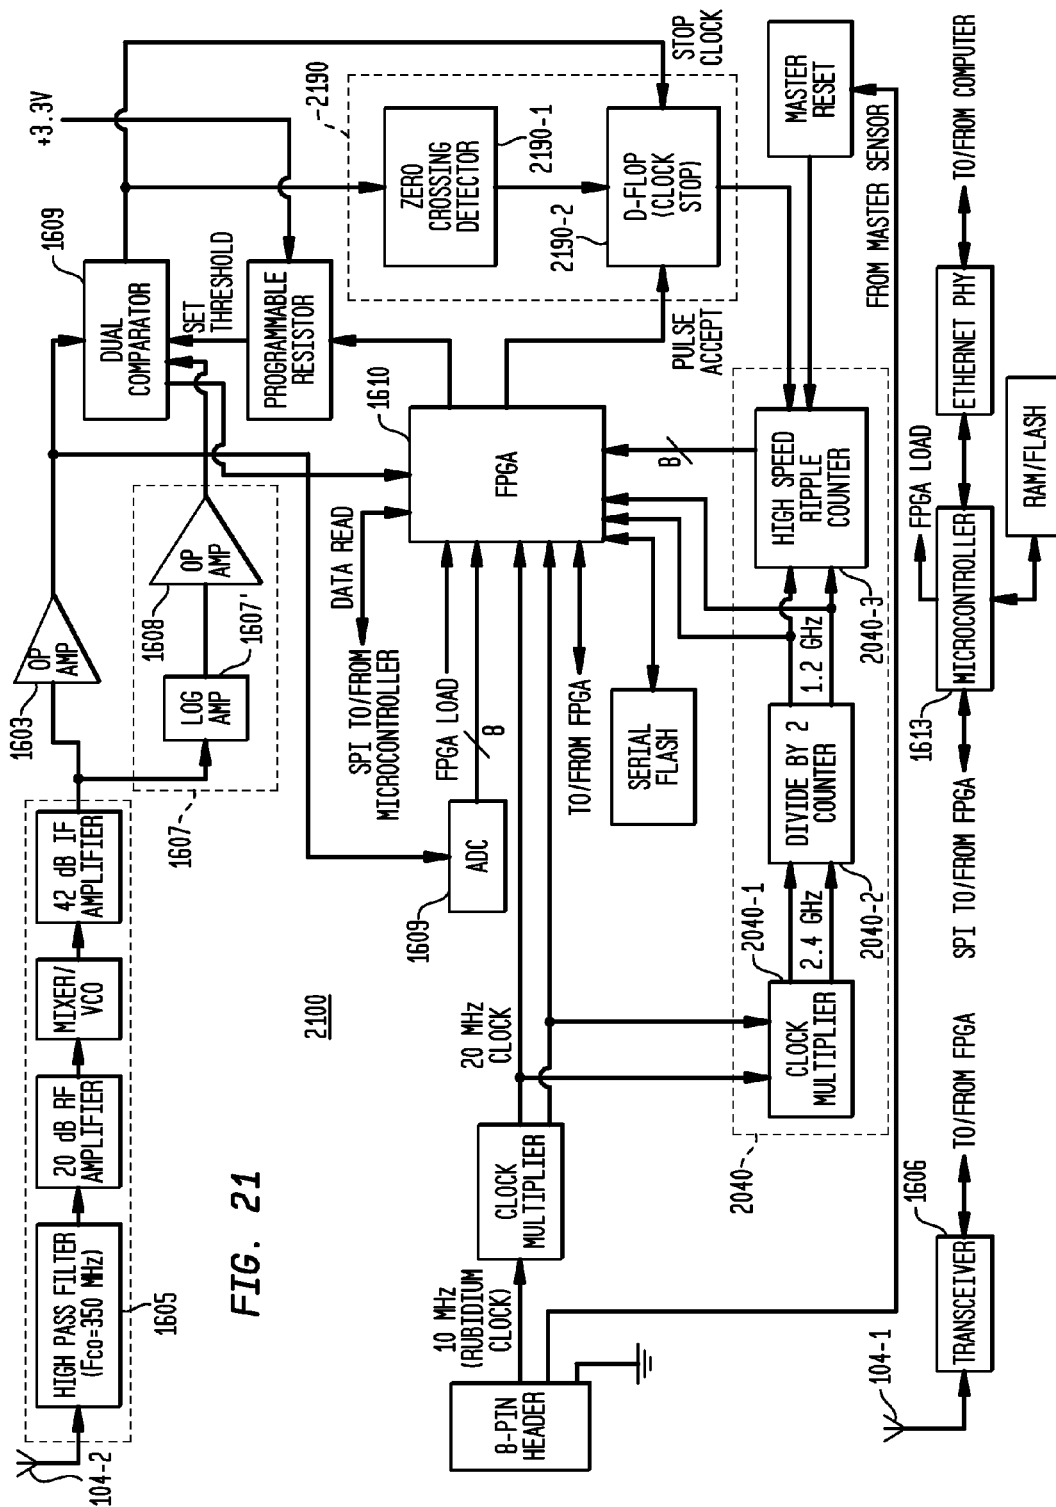 104-2
HIGH PASS FILTER
(Fco=350 MHz)
20 dB RF
AMPLIFIER
MIXER/
VCO
42 dB IF
AMPLIFIER
1605
1603
OP
AMP
1607
LOG
AMP
1607'
1608
OP
AMP
DUAL
COMPARATOR
1609
+3.3V
SET
THRESHOLD
PROGRAMMABLE
RESISTOR
2190
ZERO
CROSSING
DETECTOR
2190-1
D-FLOP
(CLOCK
STOP)
2190-2
STOP
CLOCK
PULSE
ACCEPT
MASTER
RESET
FROM MASTER SENSOR
FIG. 21
2100
SPI TO/FROM
MICROCONTROLLER
DATA READ
FPGA LOAD
8
ADC
1609
FPGA
1610
TO/FROM FPGA
SERIAL
FLASH
8
8-PIN
HEADER
10 MHz
(RUBIDIUM
CLOCK)
CLOCK
MULTIPLIER
20 MHz
CLOCK
2040
CLOCK
MULTIPLIER
2040-1
2.4 GHz
DIVIDE BY 2
COUNTER
2040-2
1.2 GHz
HIGH SPEED
RIPPLE
COUNTER
2040-3
104-1
TRANSCEIVER
1606
TO/FROM FPGA
SPI TO/FROM FPGA
1613
MICROCONTROLLER
FPGA LOAD
RAM/FLASH
ETHERNET PHY
TO/FROM COMPUTER